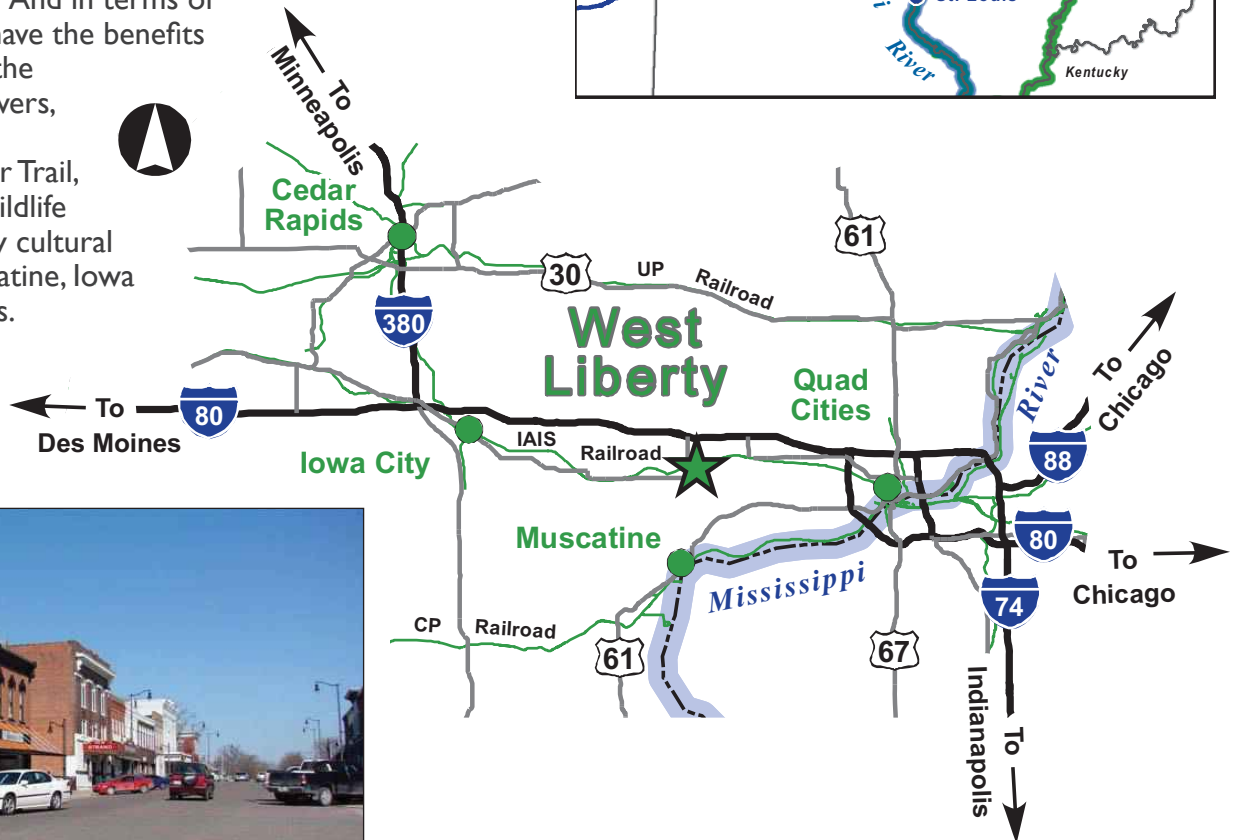 And in terms of
have the benefits
the
vers,
r Trail,
ildlife
y cultural
atine, Iowa
s.
River
Kentucky
To
Minneapolis
Cedar
Rapids
61
30
UP Railroad
380
West
Liberty
Quad
Cities
River
To
Chicago
80
To
Des Moines
IAIS
Railroad
Iowa City
88
Muscatine
80
To
Chicago
Mississippi
74
CP Railroad
61
67
To
Indianapolis
STRAND